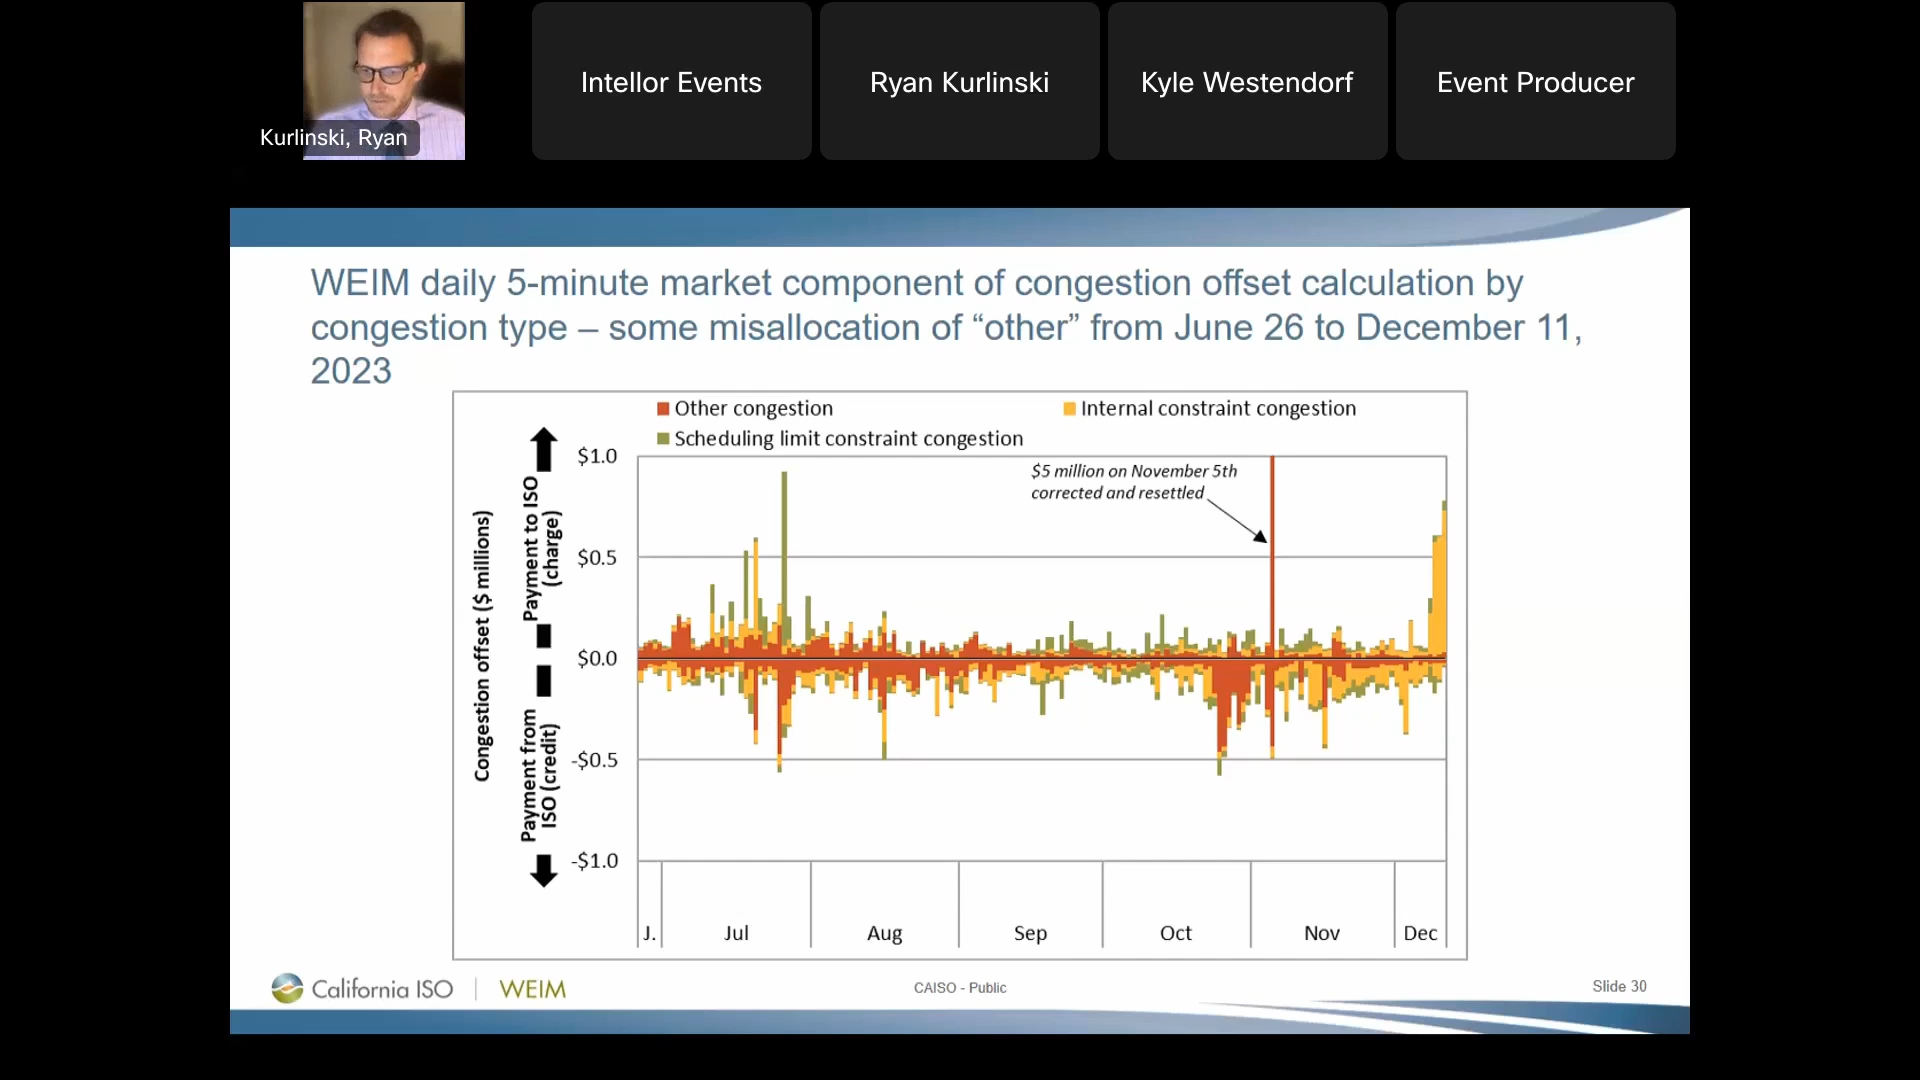 Kurlinski, Ryan
Intellor Events
Ryan Kurlinski
Kyle Westendorf
Event Producer
WEIM daily 5-minute market component of congestion offset calculation by
congestion type – some misallocation of “other” from June 26 to December 11,
2023
Other congestion
Internal constraint congestion
Scheduling limit constraint congestion
$5 million on November 5th
corrected and resettled
Congestion offset ($ millions)
Payment to ISO
(charge)
Payment from
ISO (credit)
$1.0
$0.5
$0.0
-$0.5
-$1.0
J.
Jul
Aug
Sep
Oct
Nov
Dec
California ISO
WEIM
CAISO - Public
Slide 30